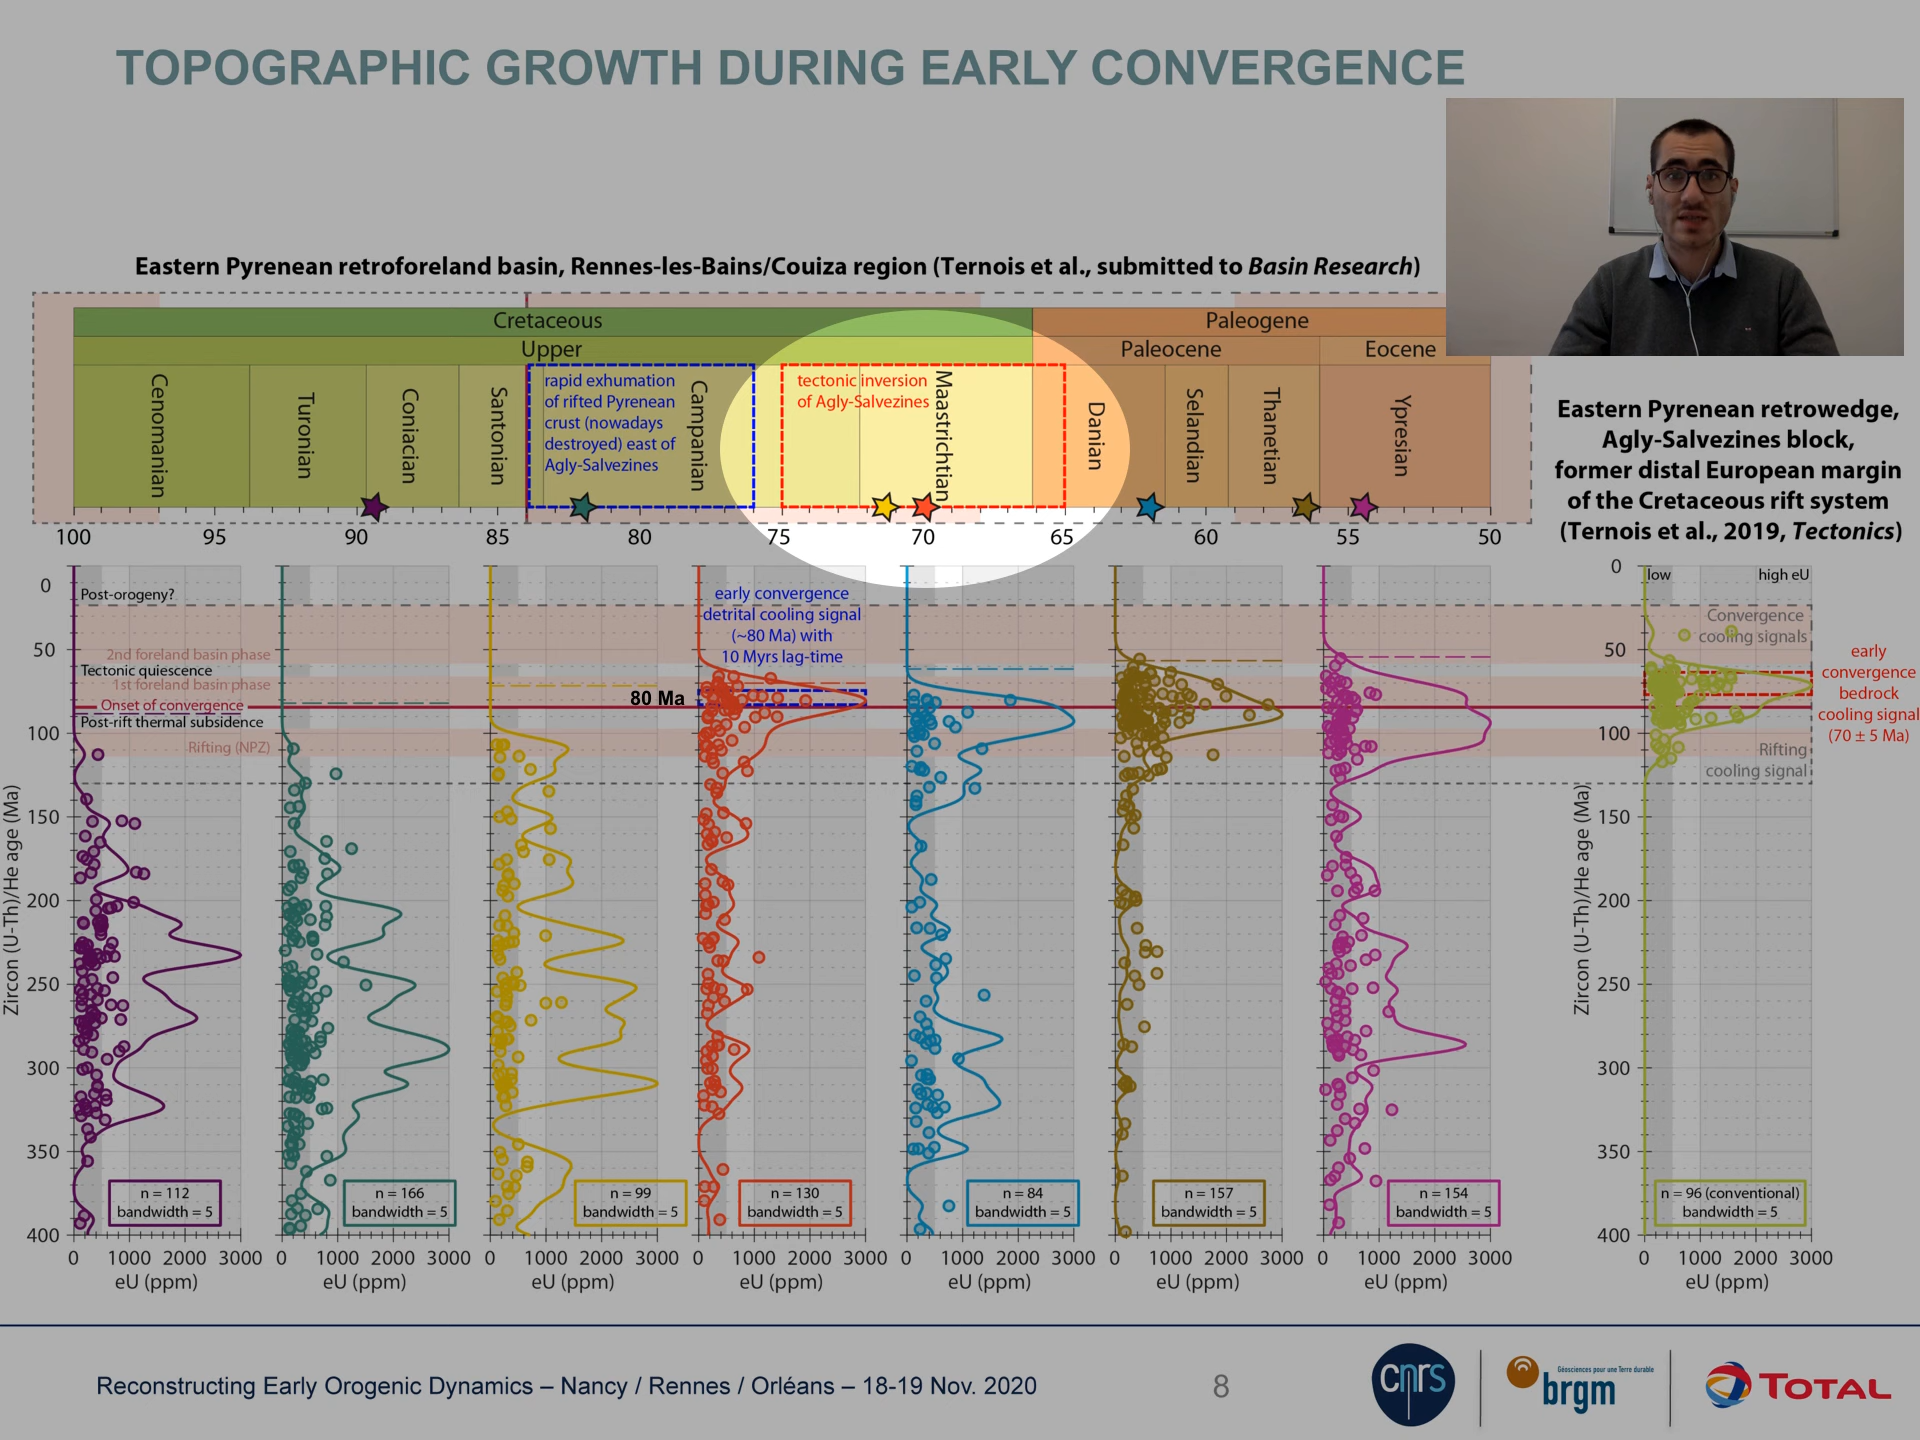 TOPOGRAPHIC GROWTH DURING EARLY CONVERGENCE
Eastern Pyrenean retroforeland basin, Rennes-les-Bains/Couiza region (Ternois et al., submitted to Basin Research)
Cretaceous
Paleogene
Upper
Paleocene
Eocene
Cenomanian
Turonian
Coniacian
Santonian
rapid exhumation
of rifted Pyrenean
crust (nowadays
destroyed) east of
Agly-Salvezines
Campanian
tectonic inversion
of Agly-Salvezines
Maastrichtian
Danian
Selandian
Thanetian
Ypresian
100 95 90 85 80 75 70 65 60 55 50
Eastern Pyrenean retrowedge,
Agly-Salvezines block,
former distal European margin
of the Cretaceous rift system
(Ternois et al., 2019, Tectonics)
0
50
100
150
200
250
300
350
400
Zircon (U-Th)/He age (Ma)
Post-orogeny?
2nd foreland basin phase
Tectonic quiescence
1st foreland basin phase
Onset of convergence
Post-rift thermal subsidence
Rifting (NPZ)
80 Ma
early convergence
detrital cooling signal
(~80 Ma) with
10 Myrs lag-time
n = 112
bandwidth = 5
n = 166
bandwidth = 5
n = 99
bandwidth = 5
n = 130
bandwidth = 5
n = 84
bandwidth = 5
n = 157
bandwidth = 5
n = 154
bandwidth = 5
0 1000 2000 3000
eU (ppm)
0 1000 2000 3000
eU (ppm)
0 1000 2000 3000
eU (ppm)
0 1000 2000 3000
eU (ppm)
0 1000 2000 3000
eU (ppm)
0 1000 2000 3000
eU (ppm)
0 1000 2000 3000
eU (ppm)
0
50
100
150
200
250
300
350
400
Zircon (U-Th)/He age (Ma)
low
high eU
Convergence
cooling signals
Rifting
cooling signal
early
convergence
bedrock
cooling signal
(70 ± 5 Ma)
n = 96 (conventional)
bandwidth = 5
0 1000 2000 3000
eU (ppm)
Reconstructing Early Orogenic Dynamics – Nancy / Rennes / Orléans – 18-19 Nov. 2020
8
cnrs
Géosciences pour une Terre durable
brgm
TOTAL